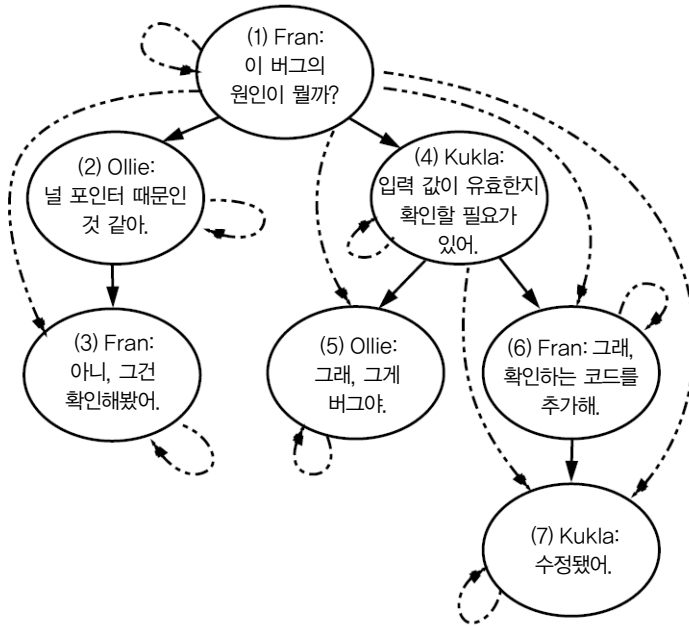 (1) Fran:
이 버그의
원인이 뭘까?
(2) Ollie:
널 포인터 때문인
것 같아.
(4) Kukla:
입력 값이 유효한지
확인할 필요가
있어.
(3) Fran:
아니, 그건
확인해봤어.
(5) Ollie:
그래, 그게
버그야.
(6) Fran: 그래,
확인하는 코드를
추가해.
(7) Kukla:
수정됐어.